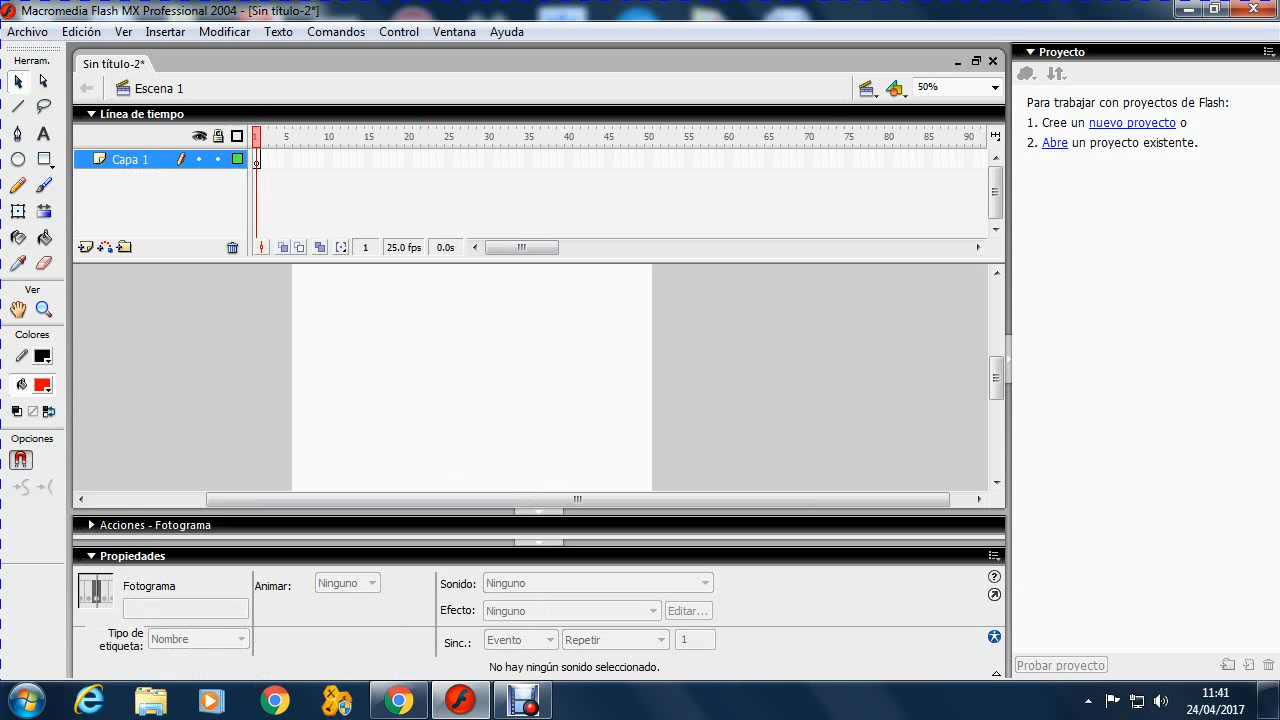 Macromedia Flash MX Professional 2004 - [Sin título-2*]
Archivo Edición Ver Insertar Modificar Texto Comandos Control Ventana Ayuda
Herram.
Sin título-2*
Escena 1
50%
Línea de tiempo
1 5 10 15 20 25 30 35 40 45 50 55 60 65 70 75 80 85 90
Capa 1
1 25.0 fps 0.0s
Ver
Colores
Opciones
Acciones - Fotograma
Propiedades
Fotograma
Animar: Ninguno
Sonido: Ninguno
Efecto: Ninguno Editar...
Tipo de
etiqueta: Nombre
Sinc.: Evento Repetir 1
No hay ningún sonido seleccionado.
Proyecto
Para trabajar con proyectos de Flash:
1. Cree un nuevo proyecto o
2. Abre un proyecto existente.
Probar proyecto
11:41
24/04/2017